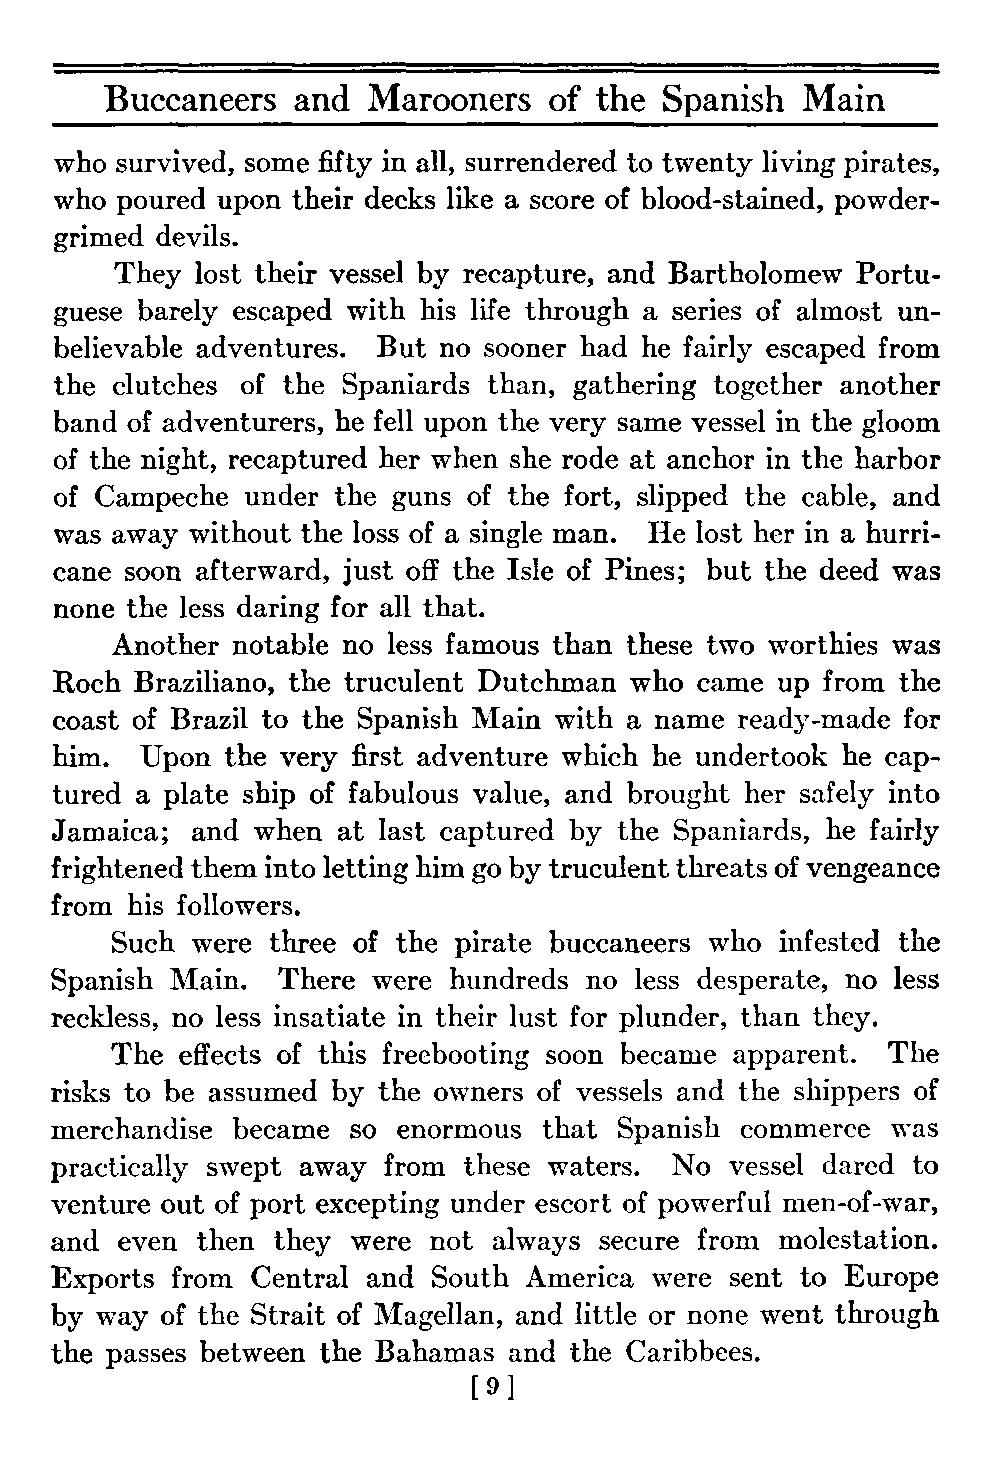 Buccaneers and Marooners of the Spanish Main
who survived, some fifty in all, surrendered to twenty living pirates,
who poured upon their decks like a score of blood-stained, powder-
grimed devils.
They lost their vessel by recapture, and Bartholomew Portu-
guese barely escaped with his life through a series of almost un-
believable adventures. But no sooner had he fairly escaped from
the clutches of the Spaniards than, gathering together another
band of adventurers, he fell upon the very same vessel in the gloom
of the night, recaptured her when she rode at anchor in the harbor
of Campeche under the guns of the fort, slipped the cable, and
was away without the loss of a single man. He lost her in a hurri-
cane soon afterward, just off the Isle of Pines; but the deed was
none the less daring for all that.
Another notable no less famous than these two worthies was
Roch Braziliano, the truculent Dutchman who came up from the
coast of Brazil to the Spanish Main with a name ready-made for
him. Upon the very first adventure which he undertook he cap-
tured a plate ship of fabulous value, and brought her safely into
Jamaica; and when at last captured by the Spaniards, he fairly
frightened them into letting him go by truculent threats of vengeance
from his followers.
Such were three of the pirate buccaneers who infested the
Spanish Main. There were hundreds no less desperate, no less
reckless, no less insatiate in their lust for plunder, than they.
The effects of this freebooting soon became apparent. The
risks to be assumed by the owners of vessels and the shippers of
merchandise became so enormous that Spanish commerce was
practically swept away from these waters. No vessel dared to
venture out of port excepting under escort of powerful men-of-war,
and even then they were not always secure from molestation.
Exports from Central and South America were sent to Europe
by way of the Strait of Magellan, and little or none went through
the passes between the Bahamas and the Caribbees.
[ 9 ]